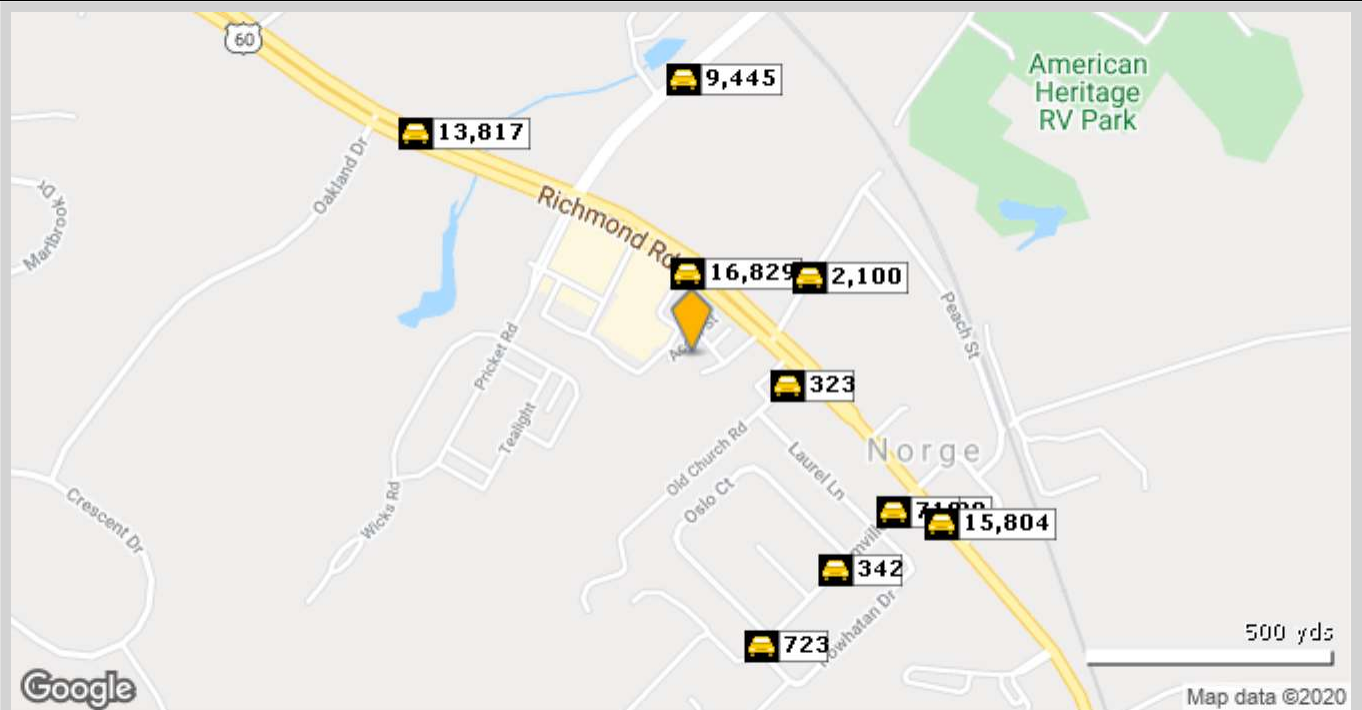 60
American
Heritage
RV Park
9,445
13,817
Oakland Dr
Marlbrook Dr
Richmond Rd
16,829
2,100
Peach St
Pricket Rd
323
Tealight
Old Church Rd
Norge
Laurel Ln
Oslo Ct
Crescent Dr
Wicks Rd
15,804
342
723
Powhatan Dr
500 yds
Google
Map data ©2020